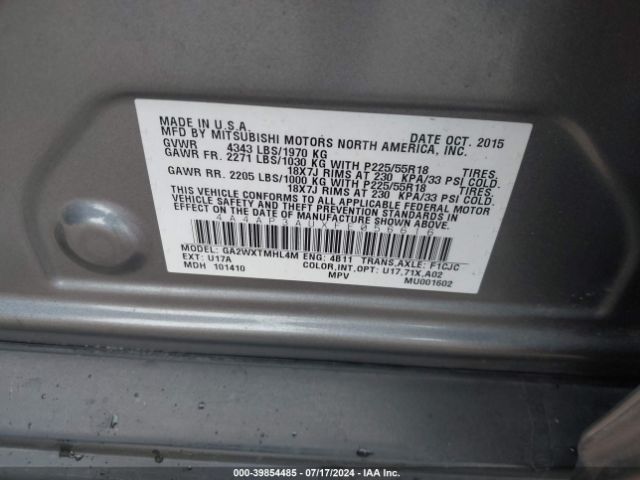 MADE IN U.S.A. DATE OCT. 2015
MFD BY MITSUBISHI MOTORS NORTH AMERICA, INC.
GVWR 4343 LBS/1970 KG
GAWR FR. 2271 LBS/1030 KG WITH P225/55R18 TIRES,
18X7J RIMS AT 230 KPA/33 PSI COLD.
GAWR RR. 2205 LBS/1000 KG WITH P225/55R18 TIRES,
18X7J RIMS AT 230 KPA/33 PSI COLD.
THIS VEHICLE CONFORMS TO ALL APPLICABLE FEDERAL MOTOR
VEHICLE SAFETY AND THEFT PREVENTION STANDARDS IN
EFFECT ON THE DATE OF MANUFACTURE SHOWN ABOVE.
MODEL: GA2WXTMHL4M ENG: 4B11 TRANS,AXLE: F1CJC
EXT: U17A COLOR,INT,OPT: U17,71X,A02
MDH 101410 MPV MU001602
000-39854485 - 07/17/2024 - IAA Inc.